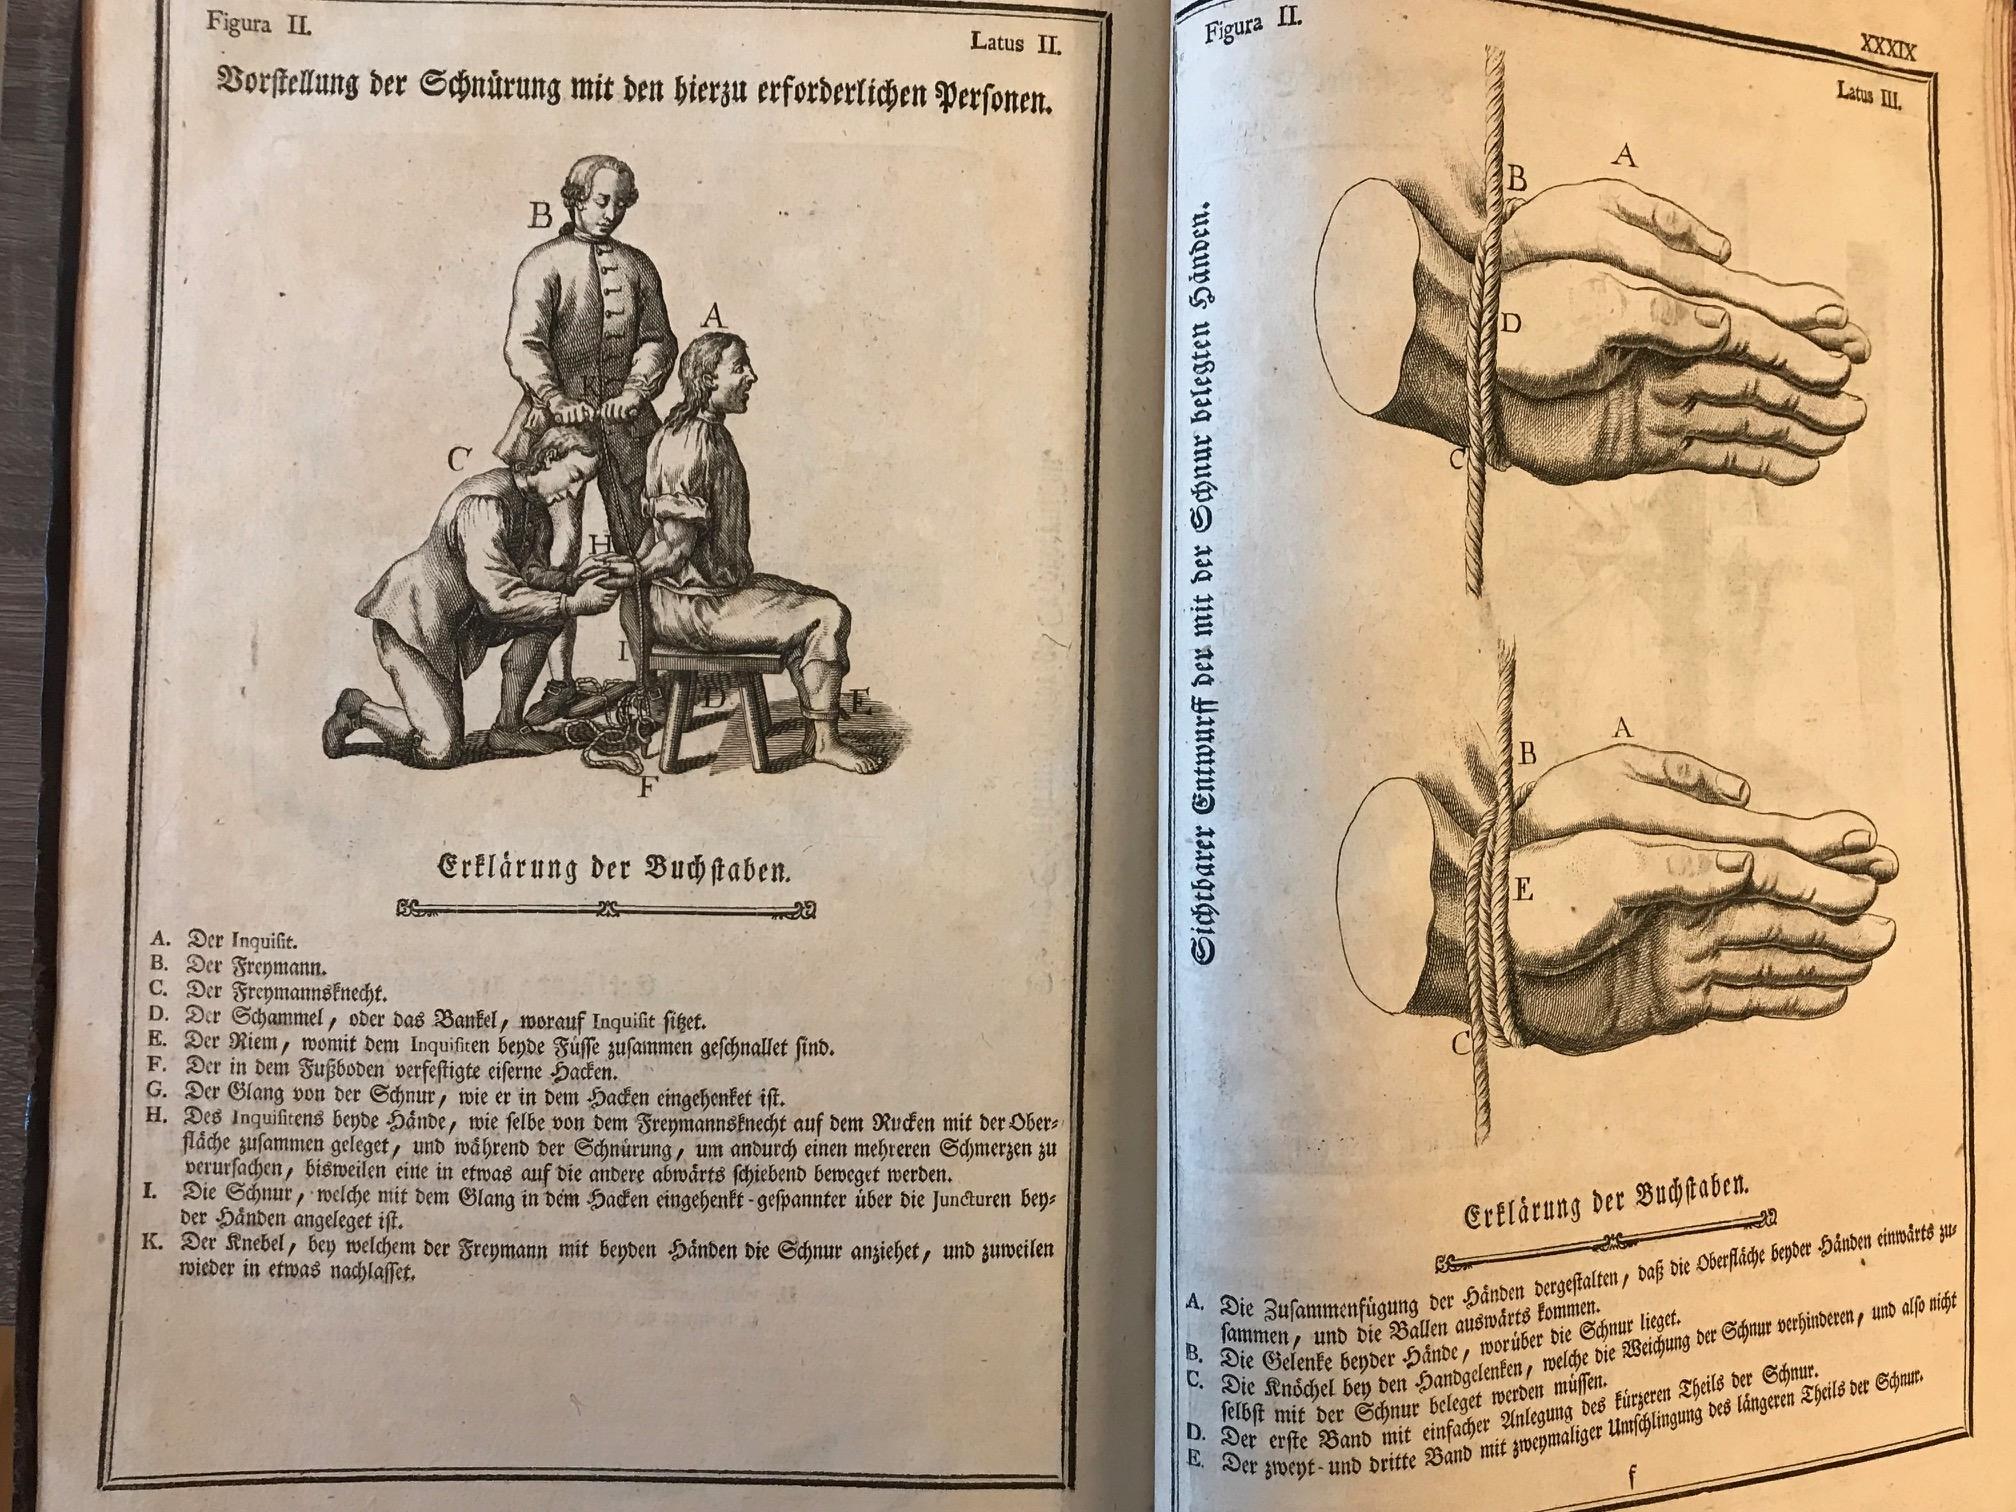 Figura II.
Latus II.
Vorstellung der Schnürung mit den hierzu erforderlichen Personen.
B
A
K
C
H
I
D
E
F
Erklärung der Buchstaben.
A. Der Inquisit.
B. Der Freymann.
C. Der Freymannsknecht.
D. Der Schammel, oder das Bankel, worauf Inquisit sitzet.
E. Der Riem, womit dem Inquisiten beyde Füsse zusammen geschnallet sind.
F. Der in dem Fußboden verfestigte eiserne Hacken.
G. Der Glang von der Schnur, wie er in dem Hacken eingehenket ist.
H. Des Inquisitens beyde Hände, wie selbe von dem Freymannsknecht auf dem Rucken mit der Ober-
fläche zusammen geleget, und während der Schnürung, um andurch einen mehreren Schmerzen zu
verursachen, bisweilen eine in etwas auf die andere abwärts schiebend beweget werden.
I. Die Schnur, welche mit dem Glang in dem Hacken eingehenkt-gespannter über die Juncturen bey-
der Händen angeleget ist.
K. Der Knebel, bey welchem der Freymann mit beyden Händen die Schnur anziehet, und zuweilen
wieder in etwas nachlasset.
Figura II.
XXXIX
Latus III.
Sichtbarer Entwurff der mit der Schnur belegten Händen.
A
B
D
C
A
B
E
C
Erklärung der Buchstaben.
A. Die Zusammenfügung der Händen dergestalten, daß die Oberfläche beyder Händen einwärts zu-
sammen, und die Ballen auswärts kommen.
B. Die Gelenke beyder Hände, worüber die Schnur lieget.
C. Die Knöchel bey den Handgelenken, welche die Weichung der Schnur verhinderen, und also nicht
selbst mit der Schnur beleget werden müssen.
D. Der erste Band mit einfacher Anlegung des kürzeren Theils der Schnur.
E. Der zweyt- und dritte Band mit zweymaliger Umschlingung des längeren Theils der Schnur.
f